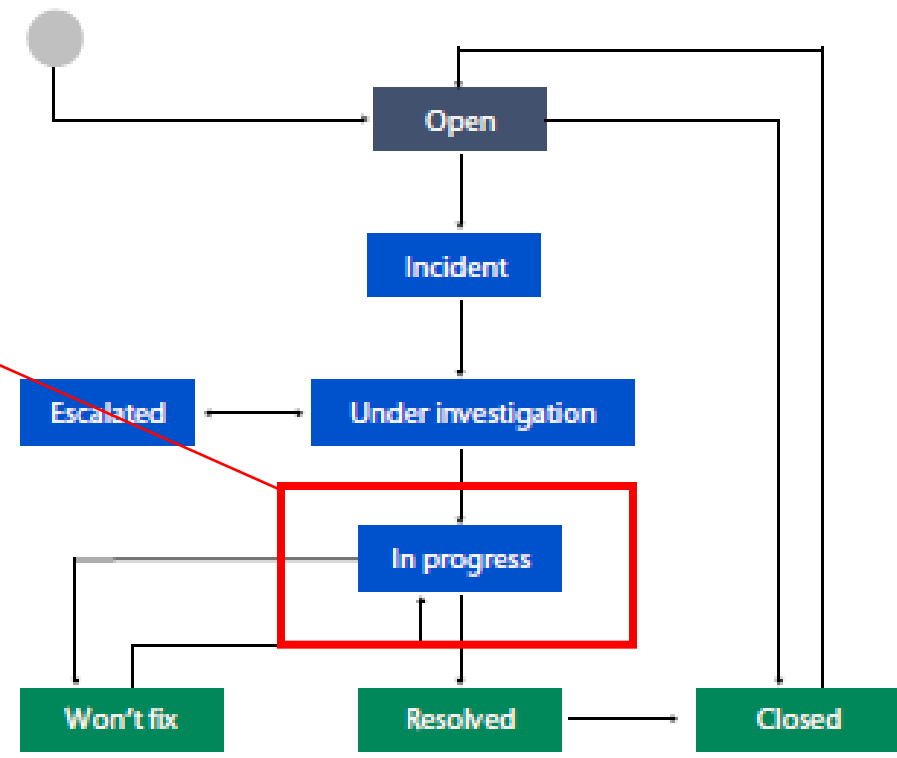 Open
Incident
Escalated
Under investigation
In progress
Won't fix
Resolved
Closed